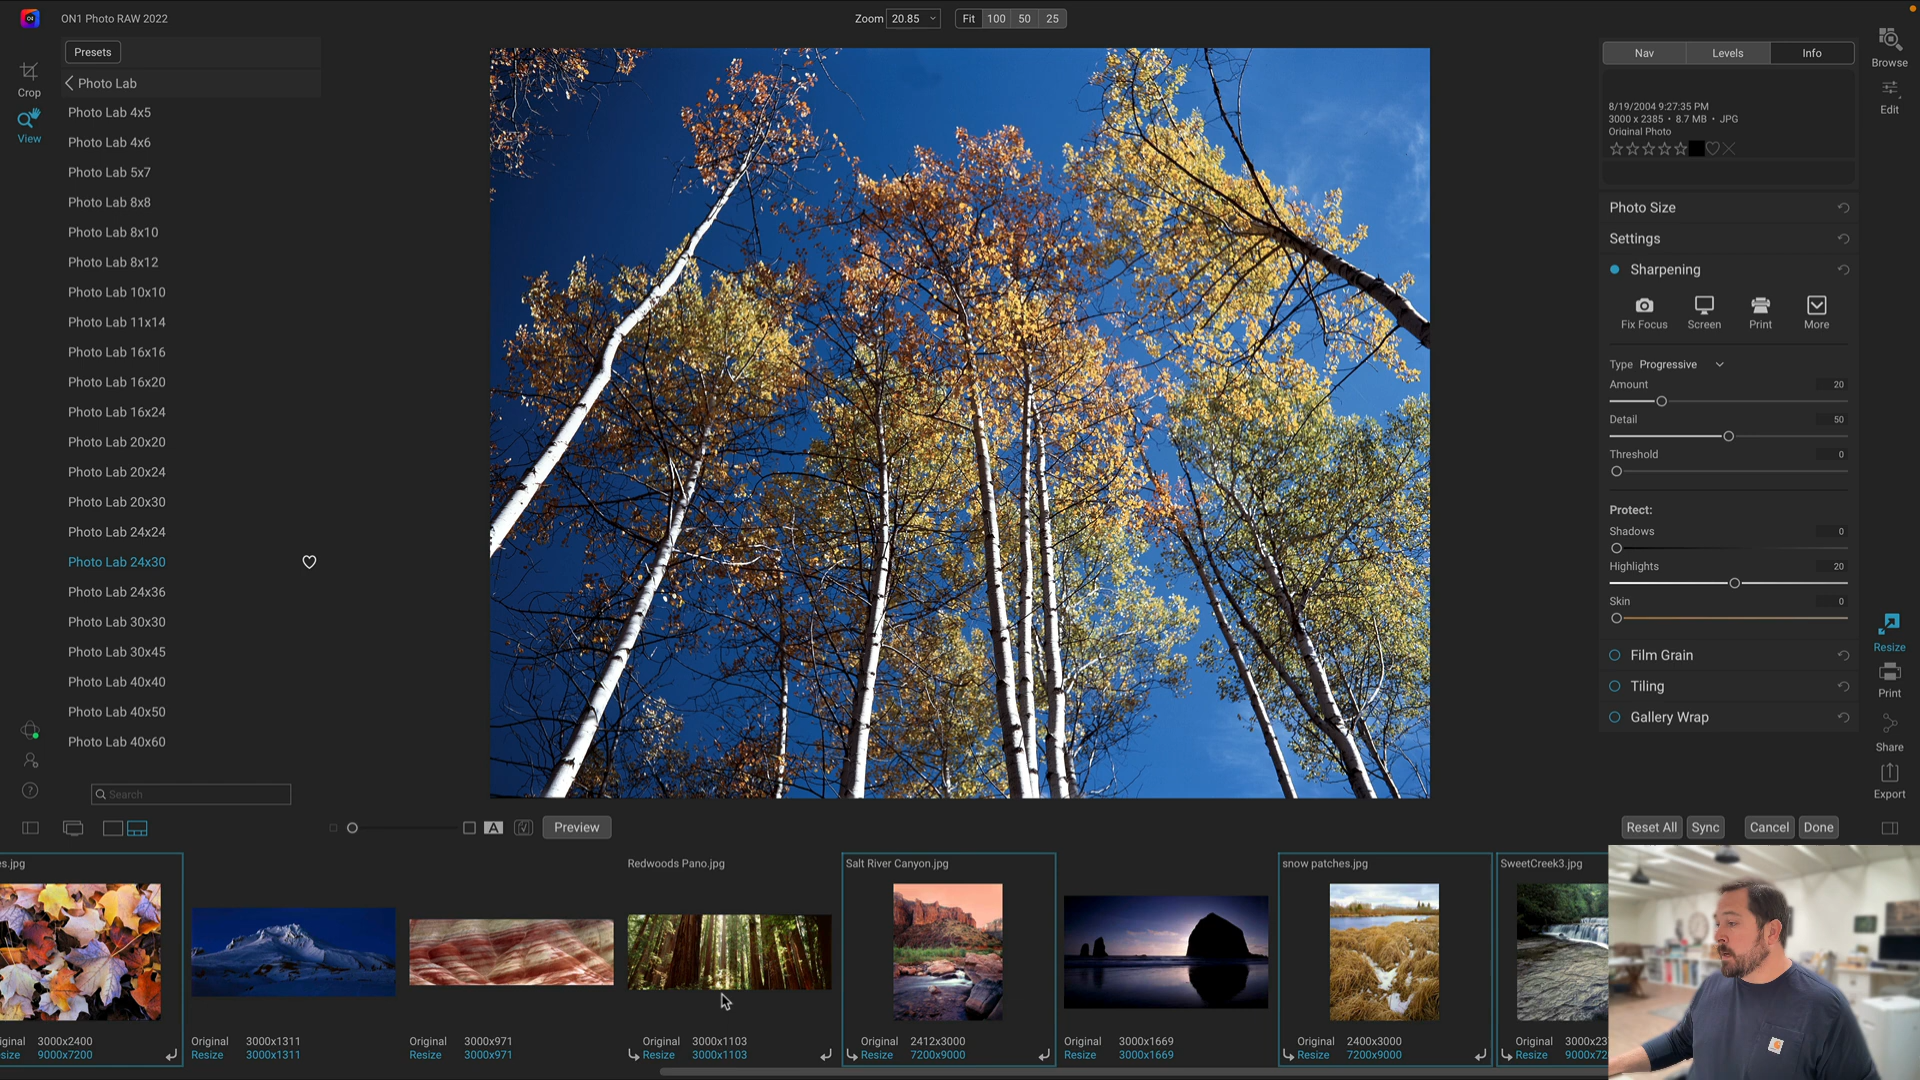 ON1 Photo RAW 2022
Zoom 20.85
Fit 100 50 25
Presets
Photo Lab
Photo Lab 4x5
Photo Lab 4x6
Photo Lab 5x7
Photo Lab 8x8
Photo Lab 8x10
Photo Lab 8x12
Photo Lab 10x10
Photo Lab 11x14
Photo Lab 16x16
Photo Lab 16x20
Photo Lab 16x24
Photo Lab 20x20
Photo Lab 20x24
Photo Lab 20x30
Photo Lab 24x24
Photo Lab 24x30
Photo Lab 24x36
Photo Lab 30x30
Photo Lab 30x45
Photo Lab 40x40
Photo Lab 40x50
Photo Lab 40x60
Search
Crop
View
Nav Levels Info
8/19/2004 9:27:35 PM
3000 x 2385 • 8.7 MB • JPG
Original Photo
Photo Size
Settings
Sharpening
Fix Focus Screen Print More
Type Progressive
Amount 20
Detail 50
Threshold 0
Protect:
Shadows 0
Highlights 20
Skin 0
Film Grain
Tiling
Gallery Wrap
Browse
Edit
Resize
Print
Share
Export
A
Preview
Reset All Sync Cancel Done
es.jpg
iginal 3000x2400
size 9000x7200
Original 3000x1311
Resize 3000x1311
Original 3000x971
Resize 3000x971
Redwoods Pano.jpg
Original 3000x1103
Resize 3000x1103
Salt River Canyon.jpg
Original 2412x3000
Resize 7200x9000
Original 3000x1669
Resize 3000x1669
snow patches.jpg
Original 2400x3000
Resize 7200x9000
SweetCreek3.jpg
Original 3000x23
Resize 9000x72